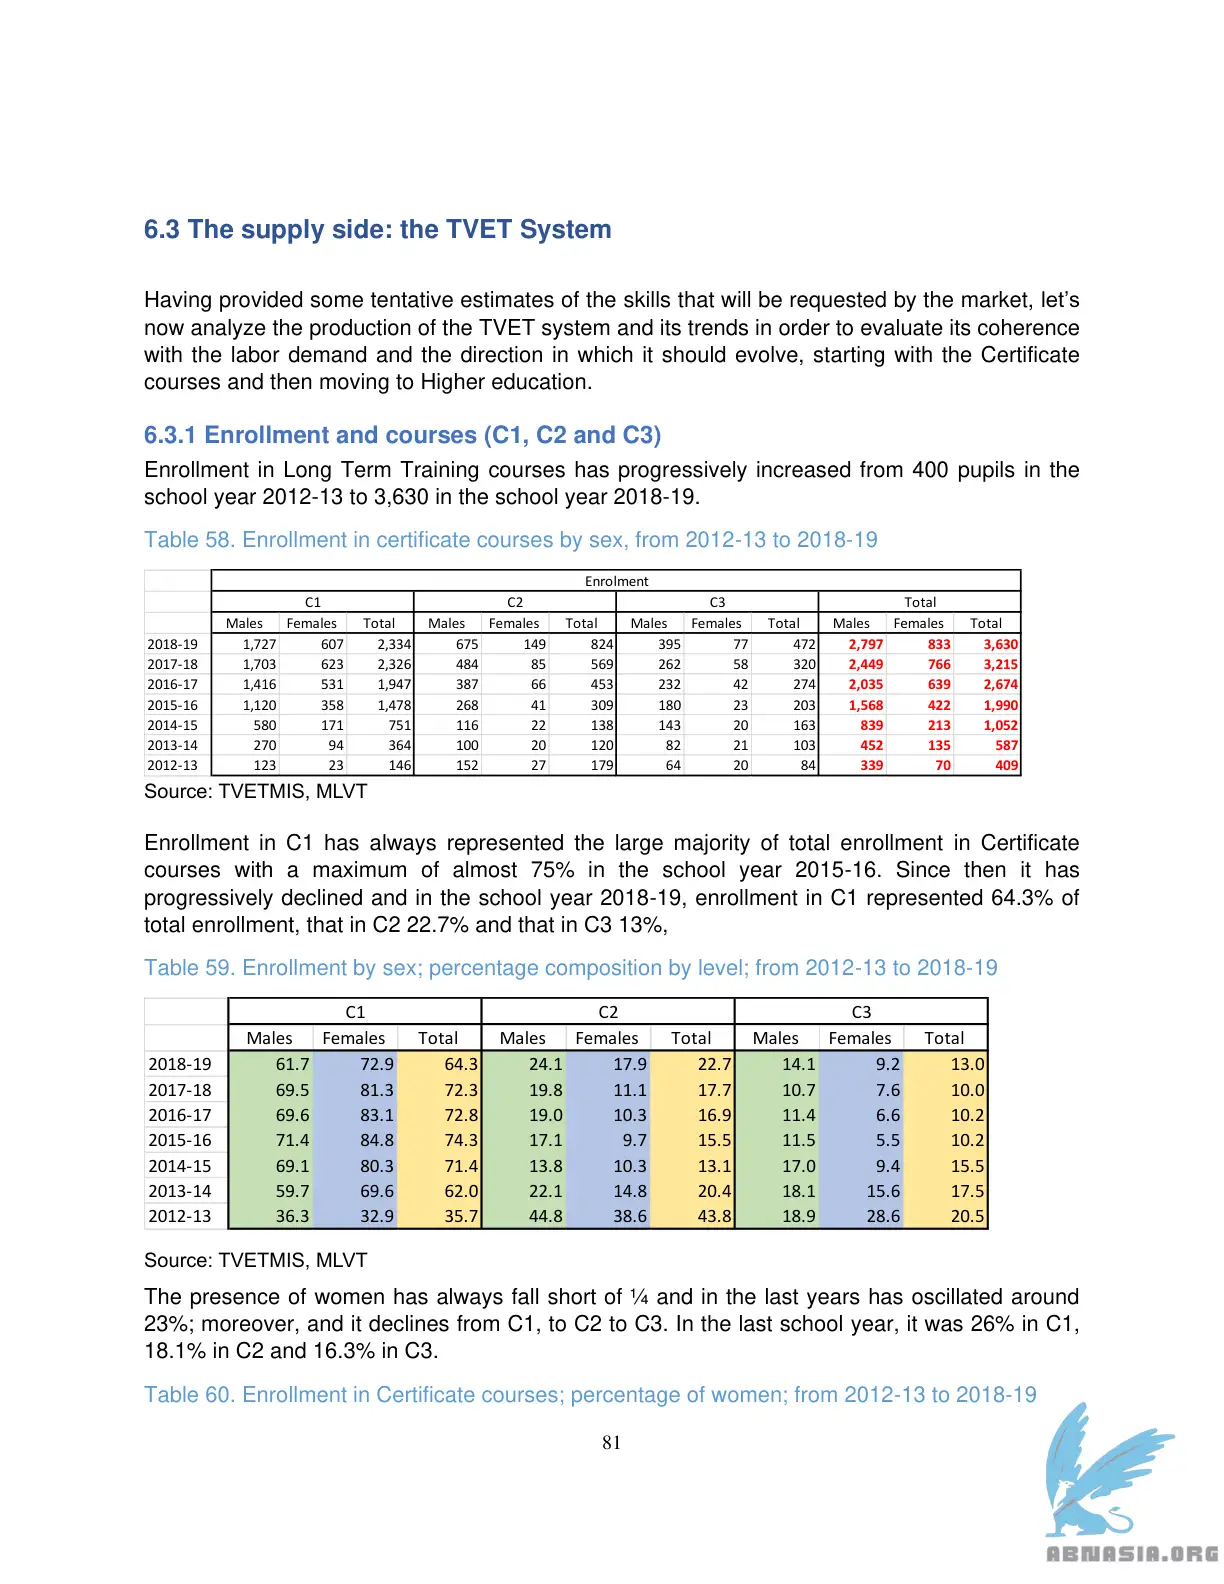 6.3 The supply side: the TVET System
Having provided some tentative estimates of the skills that will be requested by the market, let’s
now analyze the production of the TVET system and its trends in order to evaluate its coherence
with the labor demand and the direction in which it should evolve, starting with the Certificate
courses and then moving to Higher education.
6.3.1 Enrollment and courses (C1, C2 and C3)
Enrollment in Long Term Training courses has progressively increased from 400 pupils in the
school year 2012-13 to 3,630 in the school year 2018-19.
Table 58. Enrollment in certificate courses by sex, from 2012-13 to 2018-19
Enrolment
C1 C2 C3 Total
Males Females Total Males Females Total Males Females Total Males Females Total
2018-19 1,727 607 2,334 675 149 824 395 77 472 2,797 833 3,630
2017-18 1,703 623 2,326 484 85 569 262 58 320 2,449 766 3,215
2016-17 1,416 531 1,947 387 66 453 232 42 274 2,035 639 2,674
2015-16 1,120 358 1,478 268 41 309 180 23 203 1,568 422 1,990
2014-15 580 171 751 116 22 138 143 20 163 839 213 1,052
2013-14 270 94 364 100 20 120 82 21 103 452 135 587
2012-13 123 23 146 152 27 179 64 20 84 339 70 409
Source: TVETMIS, MLVT
Enrollment in C1 has always represented the large majority of total enrollment in Certificate
courses with a maximum of almost 75% in the school year 2015-16. Since then it has
progressively declined and in the school year 2018-19, enrollment in C1 represented 64.3% of
total enrollment, that in C2 22.7% and that in C3 13%,
Table 59. Enrollment by sex; percentage composition by level; from 2012-13 to 2018-19
C1 C2 C3
Males Females Total Males Females Total Males Females Total
2018-19 61.7 72.9 64.3 24.1 17.9 22.7 14.1 9.2 13.0
2017-18 69.5 81.3 72.3 19.8 11.1 17.7 10.7 7.6 10.0
2016-17 69.6 83.1 72.8 19.0 10.3 16.9 11.4 6.6 10.2
2015-16 71.4 84.8 74.3 17.1 9.7 15.5 11.5 5.5 10.2
2014-15 69.1 80.3 71.4 13.8 10.3 13.1 17.0 9.4 15.5
2013-14 59.7 69.6 62.0 22.1 14.8 20.4 18.1 15.6 17.5
2012-13 36.3 32.9 35.7 44.8 38.6 43.8 18.9 28.6 20.5
Source: TVETMIS, MLVT
The presence of women has always fall short of ¼ and in the last years has oscillated around
23%; moreover, and it declines from C1, to C2 to C3. In the last school year, it was 26% in C1,
18.1% in C2 and 16.3% in C3.
Table 60. Enrollment in Certificate courses; percentage of women; from 2012-13 to 2018-19
81
ABNASIA.ORG